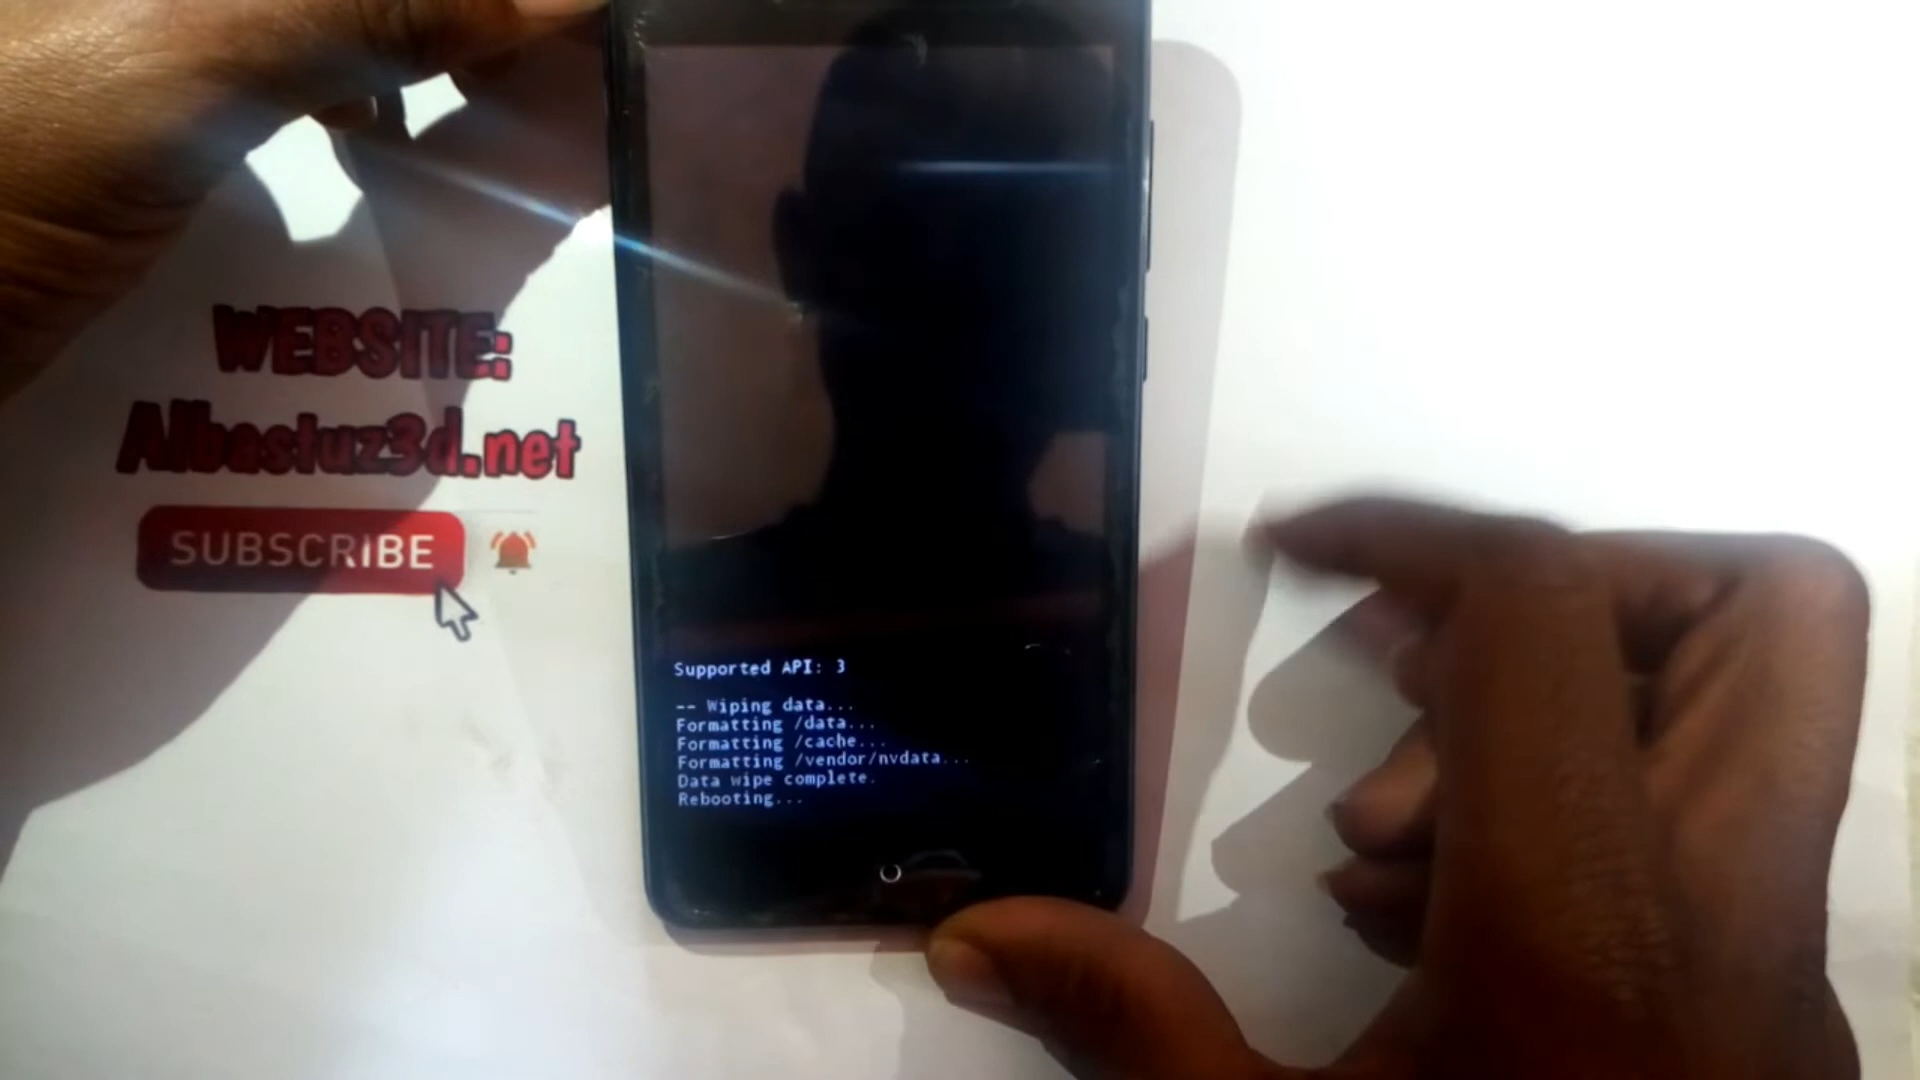 WEBSITE:
Albastuz3d.net
SUBSCRIBE
Supported API: 3
-- Wiping data...
Formatting /data...
Formatting /cache...
Formatting /vendor/nvdata...
Data wipe complete.
Rebooting...